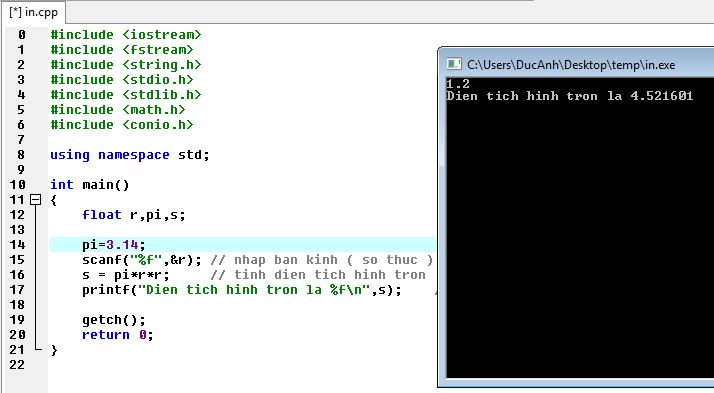 [*] in.cpp
0 #include <iostream>
1 #include <fstream>
2 #include <string.h>
3 #include <stdio.h>
4 #include <stdlib.h>
5 #include <math.h>
6 #include <conio.h>
7
8 using namespace std;
9
10 int main()
11 {
12 float r,pi,s;
13
14 pi=3.14;
15 scanf("%f",&r); // nhap ban kinh ( so thuc )
16 s = pi*r*r; // tinh dien tich hinh tron
17 printf("Dien tich hinh tron la %f\n",s);
18
19 getch();
20 return 0;
21 }
22
C:\Users\DucAnh\Desktop\temp\in.exe
1.2
Dien tich hinh tron la 4.521601